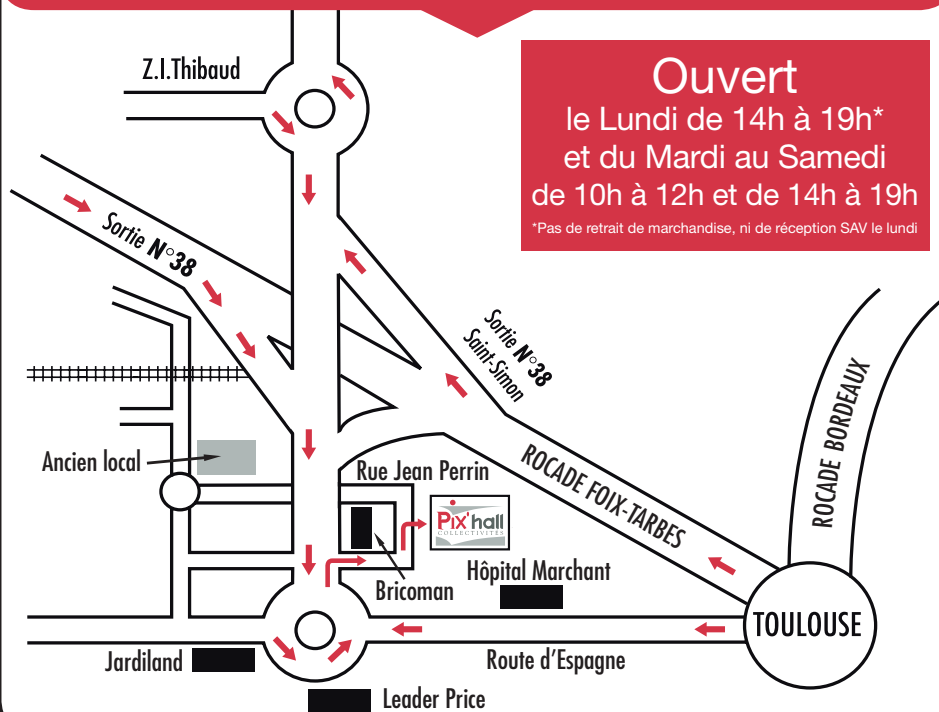 Z.I.Thibaud
Ouvert
le Lundi de 14h à 19h*
et du Mardi au Samedi
de 10h à 12h et de 14h à 19h
*Pas de retrait de marchandise, ni de réception SAV le lundi
Sortie N°38
Sortie N°38
Saint-Simon
ROCADE BORDEAUX
Ancien local
Rue Jean Perrin
ROCADE FOIX-TARBES
Pix'hall
COLLECTIVITÉS
Bricoman
Hôpital Marchant
TOULOUSE
Jardiland
Route d'Espagne
Leader Price